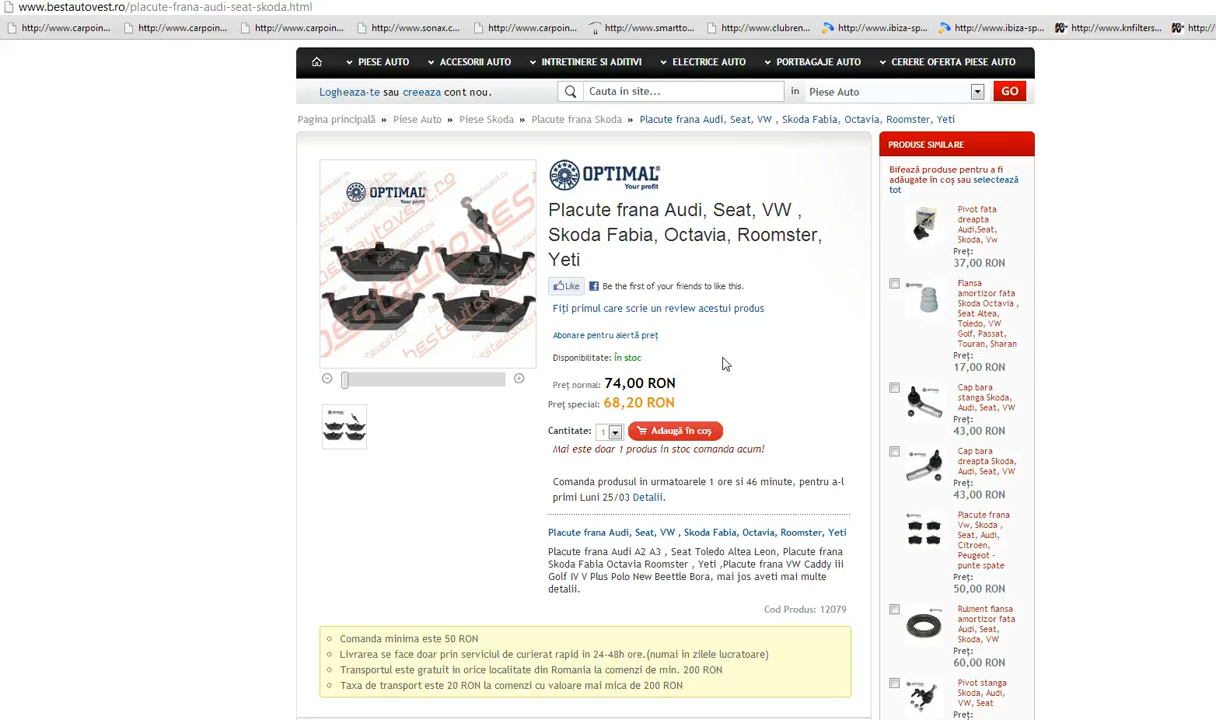 www.bestautovest.ro/placute-frana-audi-seat-skoda.html
http://www.carpoin... http://www.carpoin... http://www.carpoin... http://www.sonax.c... http://www.carpoin... http://www.smartto... http://www.clubren... http://www.ibiza-sp... http://www.ibiza-sp... http://www.knfilters... http://
PIESE AUTO ACCESORII AUTO INTRETINERE SI ADITIVI ELECTRICE AUTO PORTBAGAJE AUTO CERERE OFERTA PIESE AUTO
Logheaza-te sau creeaza cont nou.
Cauta in site... in Piese Auto GO
Pagina principală » Piese Auto » Piese Skoda » Placute frana Skoda » Placute frana Audi, Seat, VW , Skoda Fabia, Octavia, Roomster, Yeti
OPTIMAL
Your profit
bestautovest.ro
OPTIMAL
Your profit
Placute frana Audi, Seat, VW ,
Skoda Fabia, Octavia, Roomster,
Yeti
Like Be the first of your friends to like this.
Fiți primul care scrie un review acestui produs
Abonare pentru alertă preț
Disponibilitate: În stoc
Preț normal: 74,00 RON
Preț special: 68,20 RON
Cantitate: 1 Adaugă în coș
Mai este doar 1 produs in stoc comanda acum!
Comanda produsul in urmatoarele 1 ore si 46 minute, pentru a-l
primi Luni 25/03 Detalii.
Placute frana Audi, Seat, VW , Skoda Fabia, Octavia, Roomster, Yeti
Placute frana Audi A2 A3 , Seat Toledo Altea Leon, Placute frana
Skoda Fabia Octavia Roomster , Yeti ,Placute frana VW Caddy iii
Golf IV V Plus Polo New Beettle Bora, mai jos aveti mai multe
detalii.
Cod Produs: 12079
Comanda minima este 50 RON
Livrarea se face doar prin serviciul de curierat rapid in 24-48h ore.(numai in zilele lucratoare)
Transportul este gratuit in orice localitate din Romania la comenzi de min. 200 RON
Taxa de transport este 20 RON la comenzi cu valoare mai mica de 200 RON
PRODUSE SIMILARE
Bifează produse pentru a fi
adăugate în coș sau selectează
tot
Pivot fata
dreapta
Audi,Seat,
Skoda, Vw
Preț:
37,00 RON
Flansa
amortizor fata
Skoda Octavia ,
Seat Altea,
Toledo, VW
Golf, Passat,
Touran, Sharan
Preț:
17,00 RON
Cap bara
stanga Skoda,
Audi, Seat, VW
Preț:
43,00 RON
Cap bara
dreapta Skoda,
Audi, Seat, VW
Preț:
43,00 RON
Placute frana
Vw, Skoda ,
Seat, Audi,
Citroen,
Peugeot -
punte spate
Preț:
50,00 RON
Rulment flansa
amortizor fata
Audi, Seat,
Skoda, VW
Preț:
60,00 RON
Pivot stanga
Skoda, Audi,
VW, Seat
Preț: